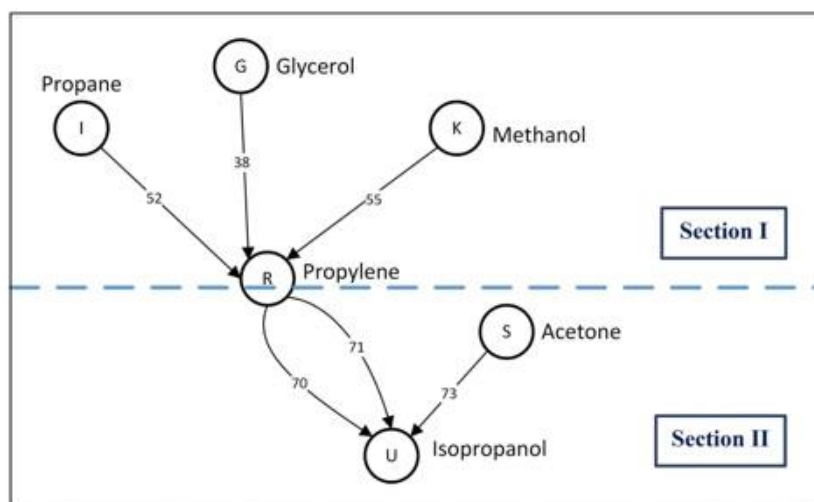 G
Glycerol
Propane
I
K
Methanol
38
52
55
Section I
R
Propylene
S
Acetone
71
70
73
U
Isopropanol
Section II